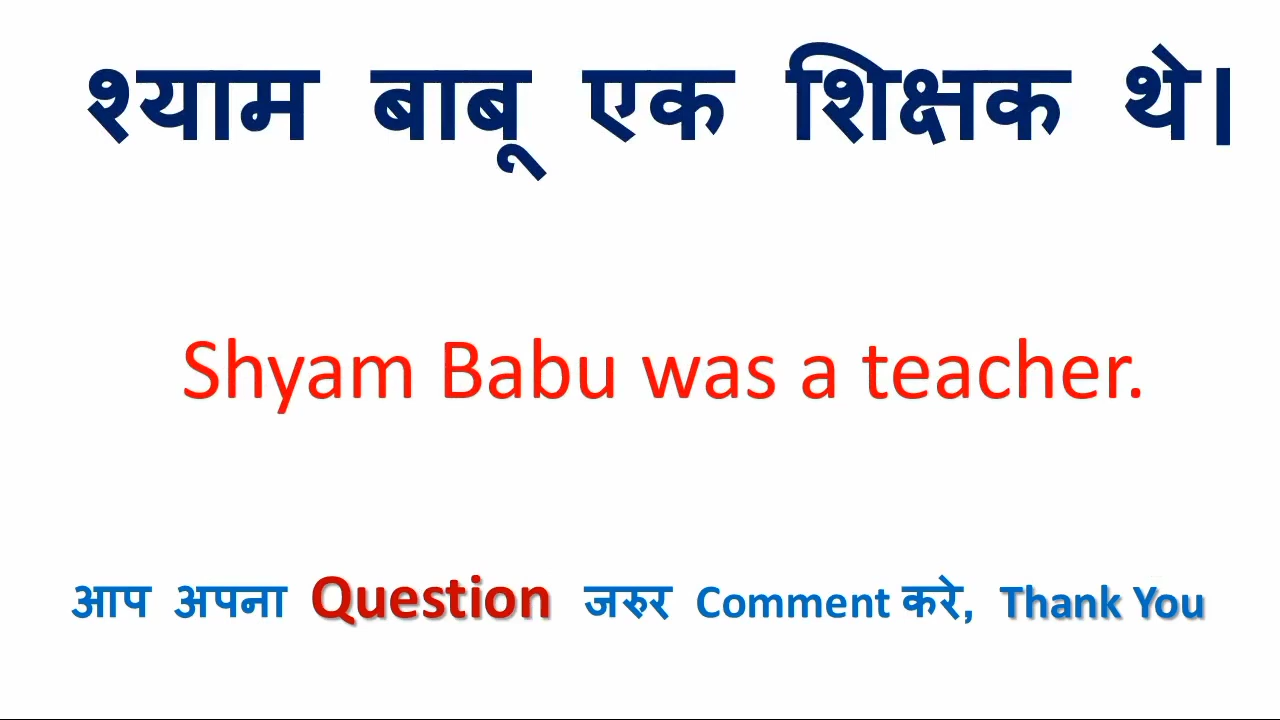 श्याम बाबू एक शिक्षक थे।
Shyam Babu was a teacher.
आप अपना Question जरुर Comment करे, Thank You